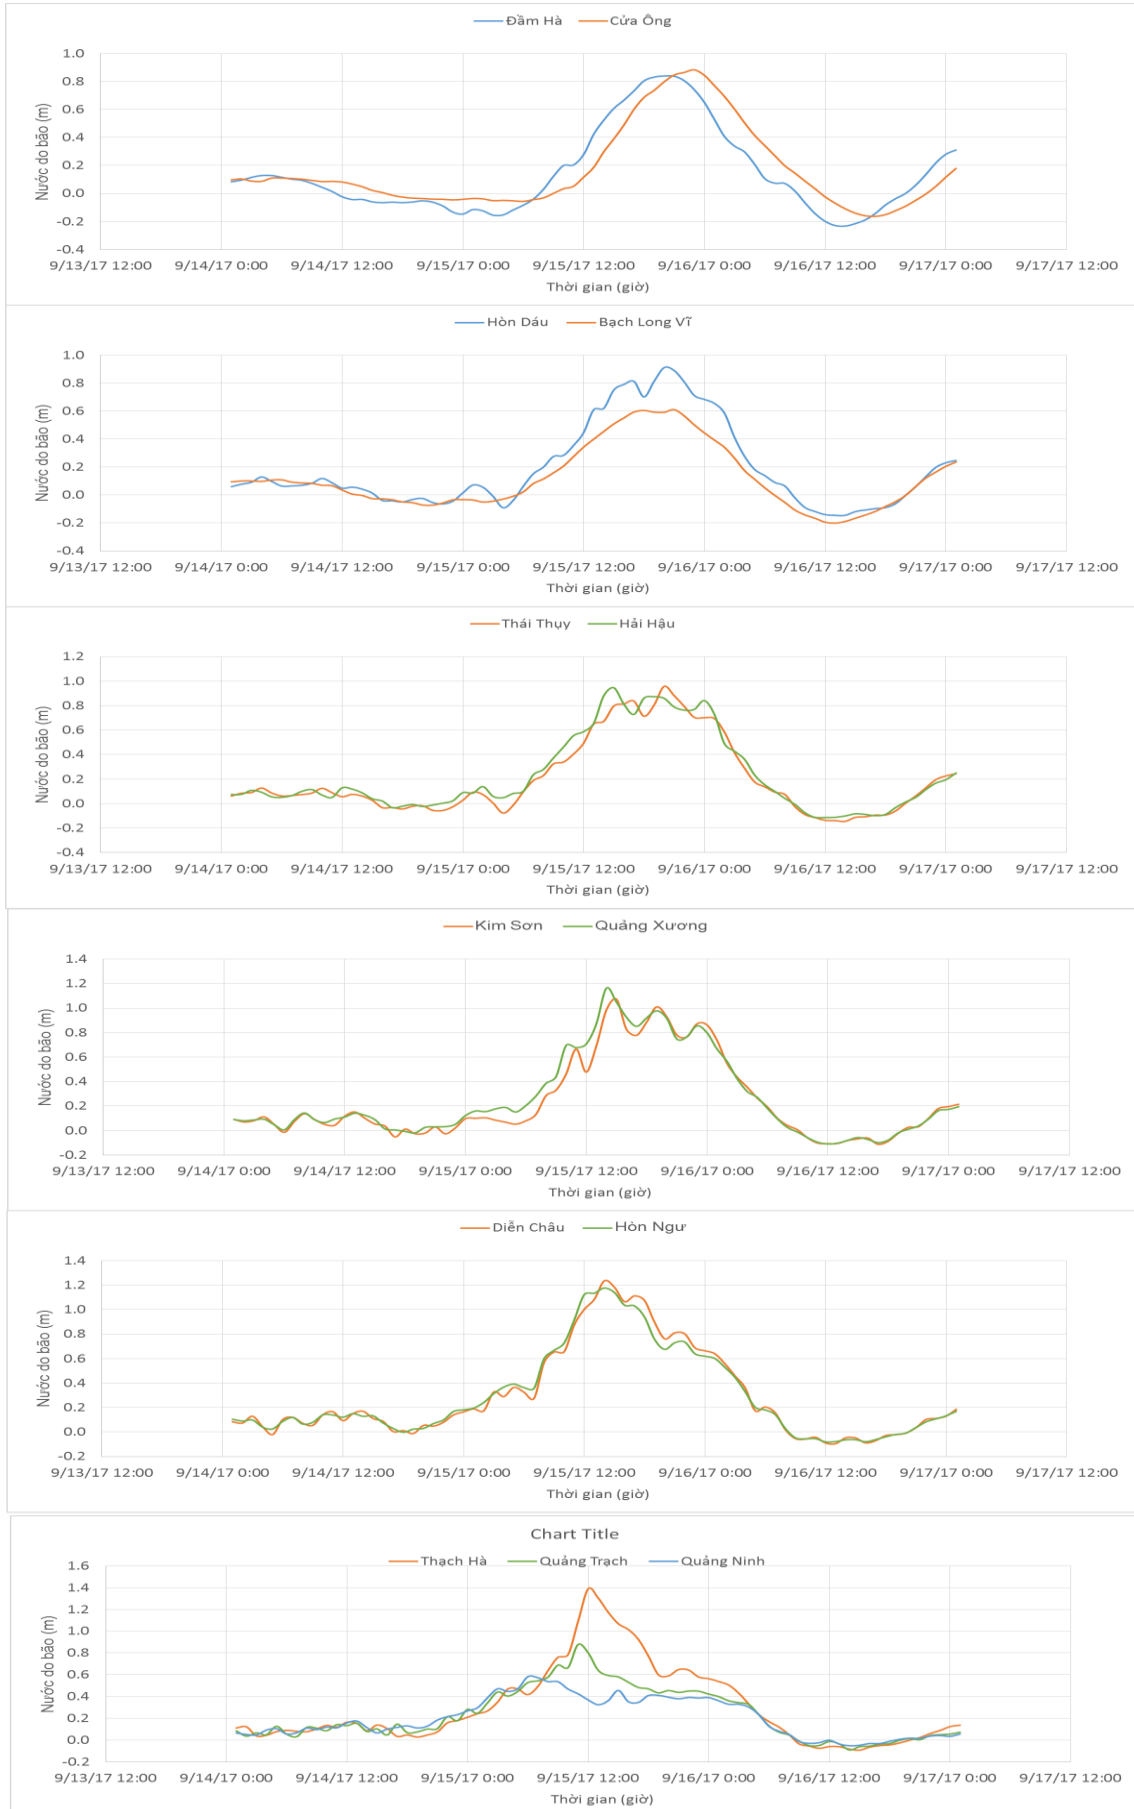 Đầm Hà Cửa Ông
Nước do bão (m)
1.0
0.8
0.6
0.4
0.2
0.0
-0.2
-0.4
9/13/17 12:00 9/14/17 0:00 9/14/17 12:00 9/15/17 0:00 9/15/17 12:00 9/16/17 0:00 9/16/17 12:00 9/17/17 0:00 9/17/17 12:00
Thời gian (giờ)
Hòn Dáu Bạch Long Vĩ
Nước do bão (m)
1.0
0.8
0.6
0.4
0.2
0.0
-0.2
-0.4
9/13/17 12:00 9/14/17 0:00 9/14/17 12:00 9/15/17 0:00 9/15/17 12:00 9/16/17 0:00 9/16/17 12:00 9/17/17 0:00 9/17/17 12:00
Thời gian (giờ)
Thái Thụy Hải Hậu
Nước do bão (m)
1.2
1.0
0.8
0.6
0.4
0.2
0.0
-0.2
-0.4
9/13/17 12:00 9/14/17 0:00 9/14/17 12:00 9/15/17 0:00 9/15/17 12:00 9/16/17 0:00 9/16/17 12:00 9/17/17 0:00 9/17/17 12:00
Thời gian (giờ)
Kim Sơn Quảng Xương
Nước do bão (m)
1.4
1.2
1.0
0.8
0.6
0.4
0.2
0.0
-0.2
9/13/17 12:00 9/14/17 0:00 9/14/17 12:00 9/15/17 0:00 9/15/17 12:00 9/16/17 0:00 9/16/17 12:00 9/17/17 0:00 9/17/17 12:00
Thời gian (giờ)
Diễn Châu Hòn Ngư
Nước do bão (m)
1.4
1.2
1.0
0.8
0.6
0.4
0.2
0.0
-0.2
9/13/17 12:00 9/14/17 0:00 9/14/17 12:00 9/15/17 0:00 9/15/17 12:00 9/16/17 0:00 9/16/17 12:00 9/17/17 0:00 9/17/17 12:00
Thời gian (giờ)
Chart Title
Thạch Hà Quảng Trạch Quảng Ninh
Nước do bão (m)
1.6
1.4
1.2
1.0
0.8
0.6
0.4
0.2
0.0
-0.2
9/13/17 12:00 9/14/17 0:00 9/14/17 12:00 9/15/17 0:00 9/15/17 12:00 9/16/17 0:00 9/16/17 12:00 9/17/17 0:00 9/17/17 12:00
Thời gian (giờ)